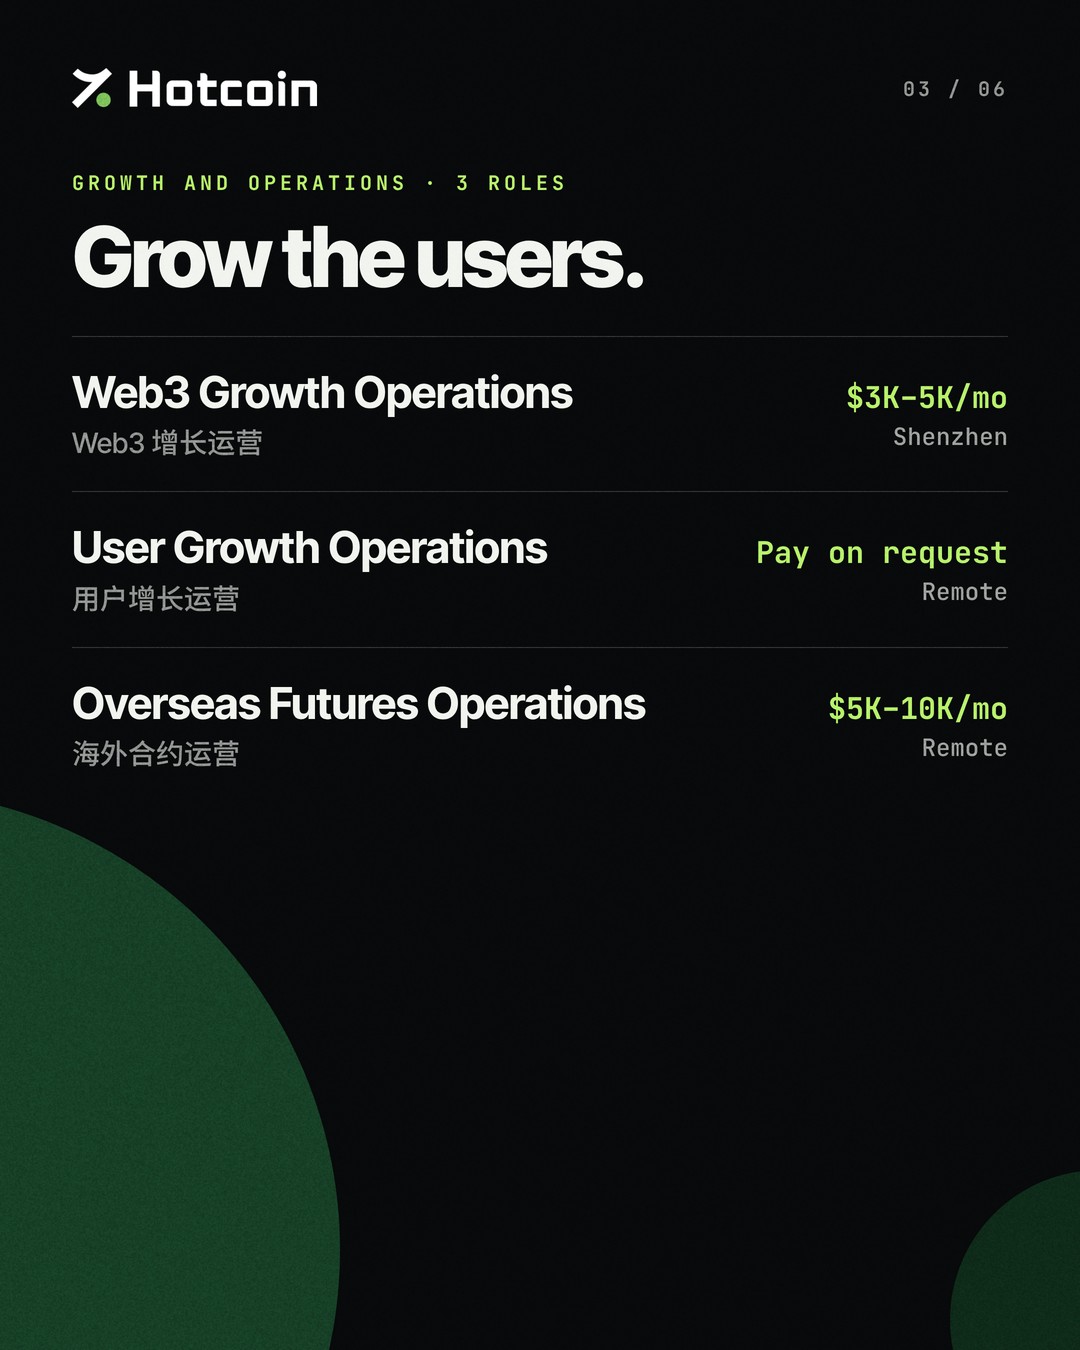 Hotcoin
03 / 06
GROWTH AND OPERATIONS · 3 ROLES
Grow the users.
Web3 Growth Operations
$3K–5K/mo
Web3 增长运营
Shenzhen
User Growth Operations
Pay on request
用户增长运营
Remote
Overseas Futures Operations
$5K–10K/mo
海外合约运营
Remote